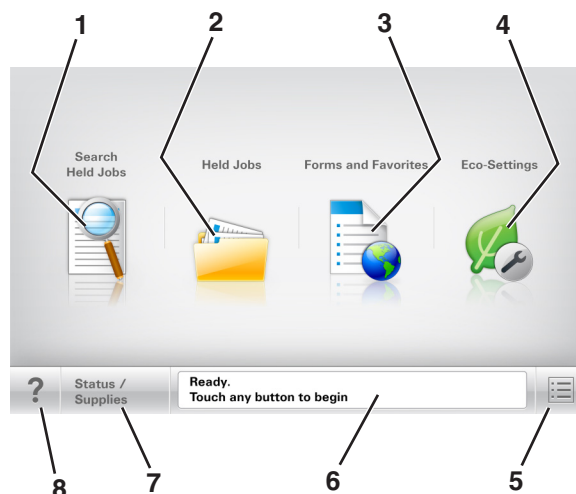 1
2
3
4
Search
Held Jobs
Held Jobs
Forms and Favorites
Eco-Settings
?
Status /
Supplies
Ready.
Touch any button to begin
8
7
6
5